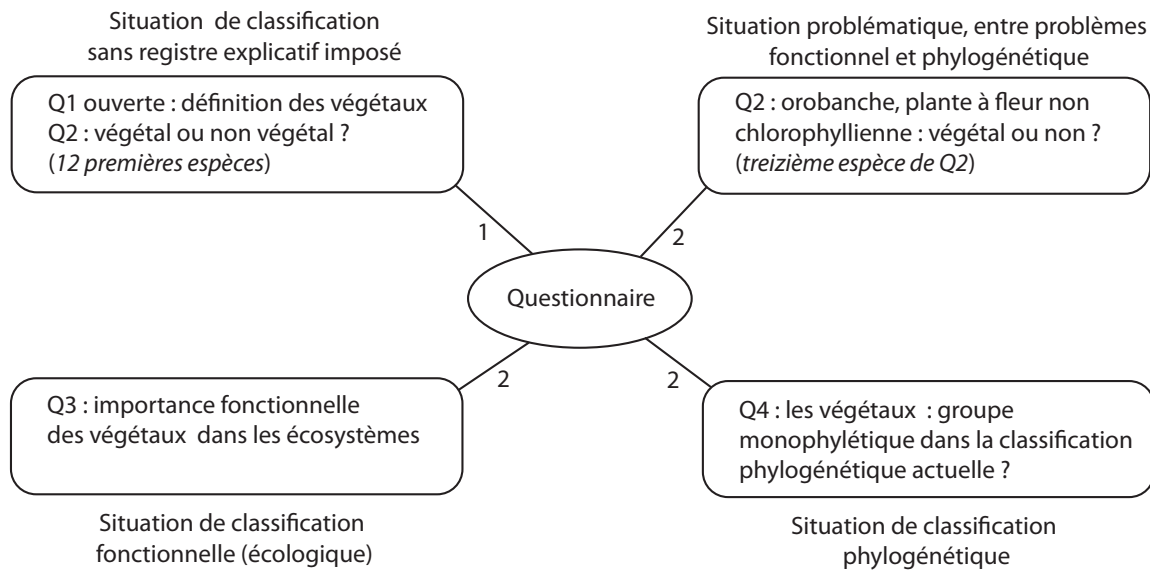 Situation de classification
sans registre explicatif imposé
Q1 ouverte : définition des végétaux
Q2 : végétal ou non végétal ?
(12 premières espèces)
Situation problématique, entre problèmes
fonctionnel et phylogénétique
Q2 : orobanche, plante à fleur non
chlorophyllienne : végétal ou non ?
(treizième espèce de Q2)
1
2
Questionnaire
2
2
Q3 : importance fonctionnelle
des végétaux dans les écosystèmes
Situation de classification
fonctionnelle (écologique)
Q4 : les végétaux : groupe
monophylétique dans la classification
phylogénétique actuelle ?
Situation de classification
phylogénétique